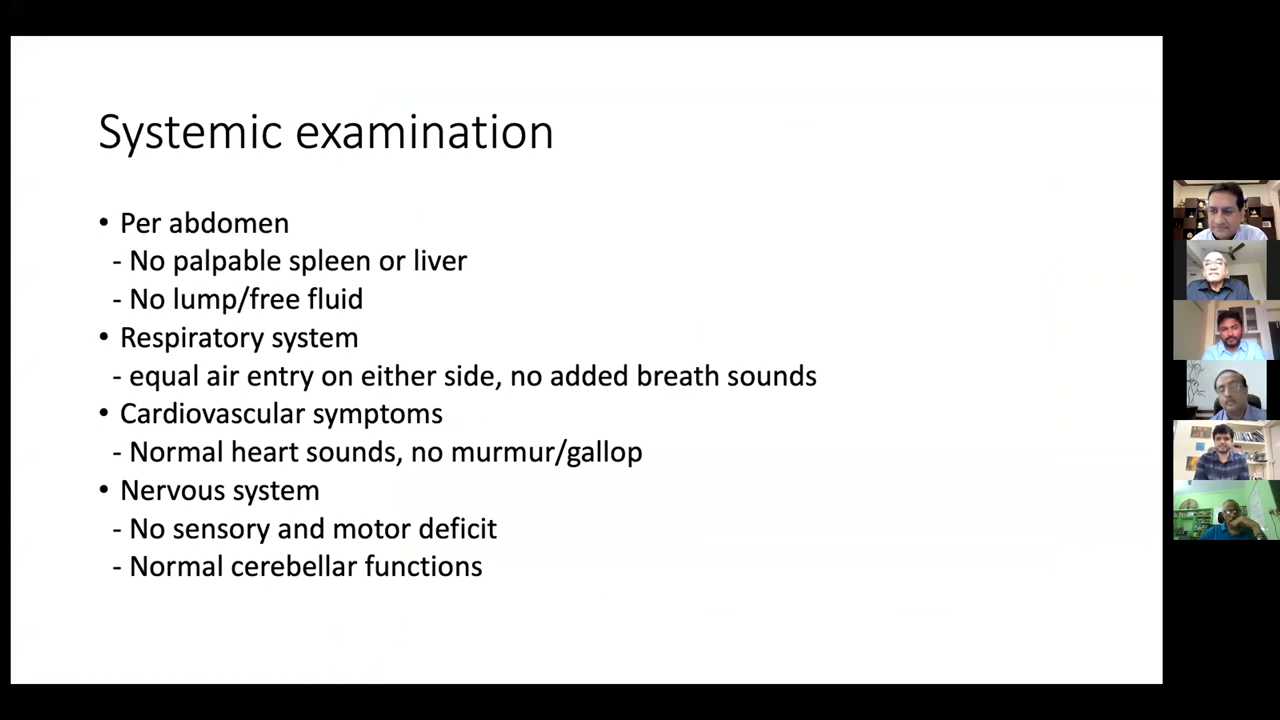 Systemic examination
• Per abdomen
- No palpable spleen or liver
- No lump/free fluid
• Respiratory system
- equal air entry on either side, no added breath sounds
• Cardiovascular symptoms
- Normal heart sounds, no murmur/gallop
• Nervous system
- No sensory and motor deficit
- Normal cerebellar functions